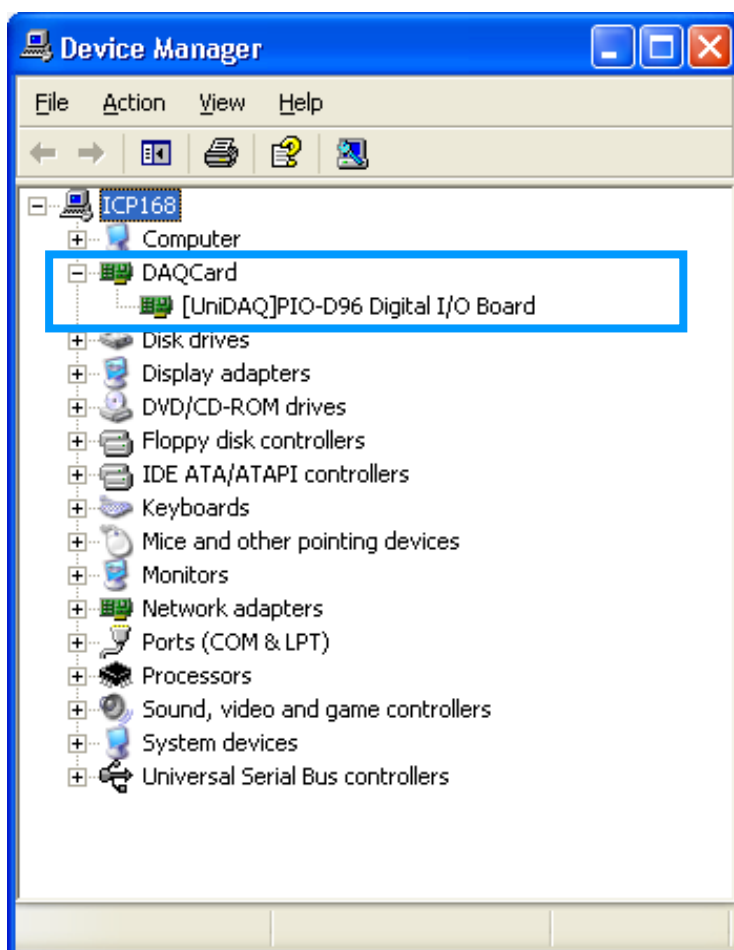 Device Manager
File Action View Help
ICP168
Computer
DAQCard
[UniDAQ]PIO-D96 Digital I/O Board
Disk drives
Display adapters
DVD/CD-ROM drives
Floppy disk controllers
IDE ATA/ATAPI controllers
Keyboards
Mice and other pointing devices
Monitors
Network adapters
Ports (COM & LPT)
Processors
Sound, video and game controllers
System devices
Universal Serial Bus controllers